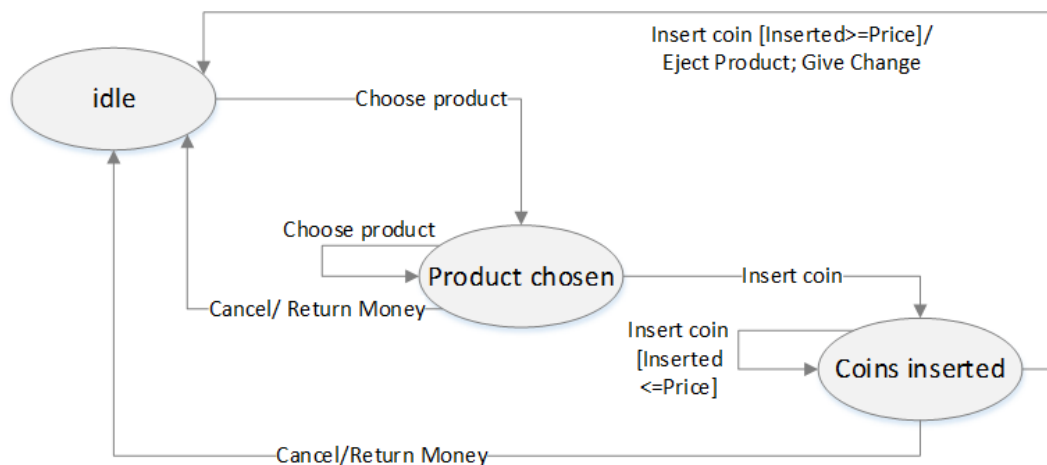 Insert coin [Inserted>=Price]/
Eject Product; Give Change
idle
Choose product
Choose product
Product chosen
Insert coin
Cancel/ Return Money
Insert coin
[Inserted
<=Price]
Coins inserted
Cancel/Return Money